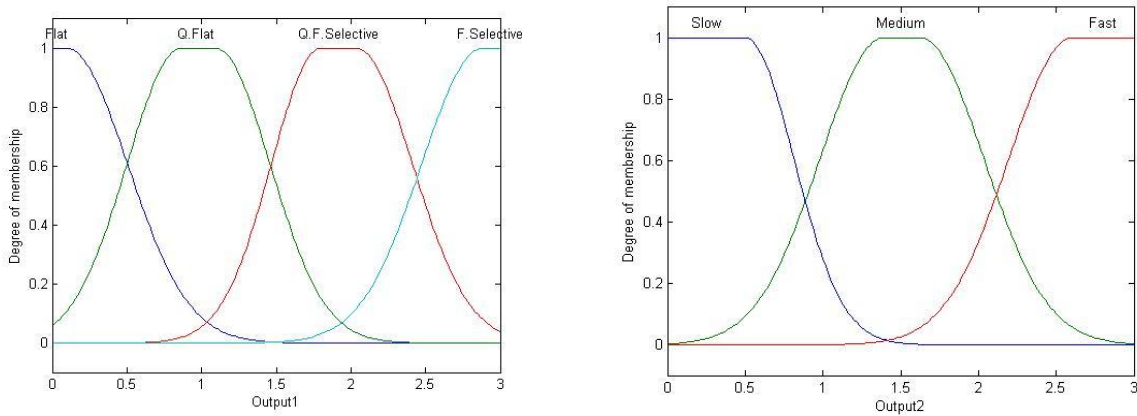 Flat Q.Flat Q.F.Selective F.Selective
1
0.8
0.6
0.4
0.2
0
Degree of membership
0 0.5 1 1.5 2 2.5 3
Output1
Slow Medium Fast
1
0.8
0.6
0.4
0.2
0
Degree of membership
0 0.5 1 1.5 2 2.5 3
Output2